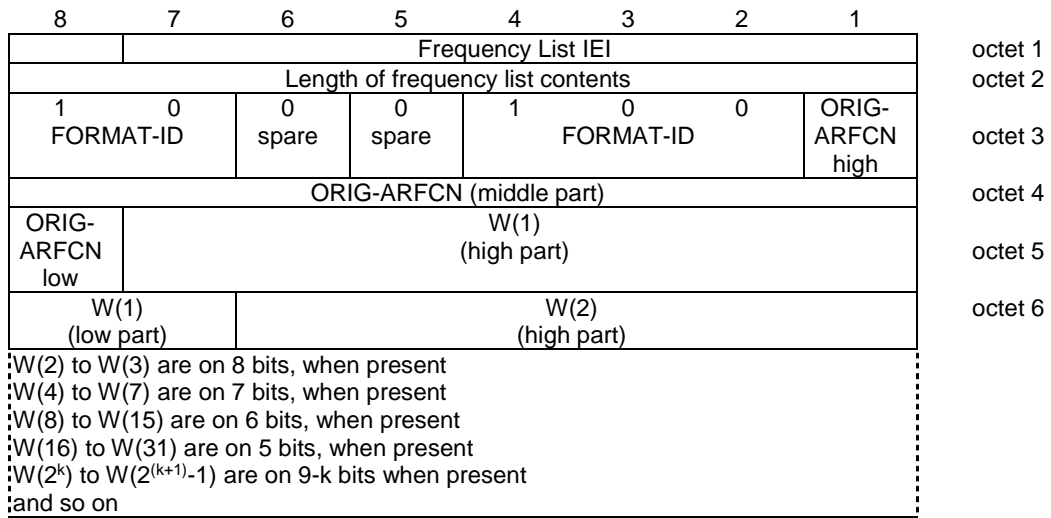 8 7 6 5 4 3 2 1
Frequency List IEI octet 1
Length of frequency list contents octet 2
1 0 0 0 1 0 0 ORIG-
FORMAT-ID spare spare FORMAT-ID ARFCN octet 3
high
ORIG-ARFCN (middle part) octet 4
ORIG- W(1)
ARFCN (high part) octet 5
low
W(1) W(2) octet 6
(low part) (high part)
W(2) to W(3) are on 8 bits, when present
W(4) to W(7) are on 7 bits, when present
W(8) to W(15) are on 6 bits, when present
W(16) to W(31) are on 5 bits, when present
W(2^k) to W(2^(k+1)-1) are on 9-k bits when present
and so on